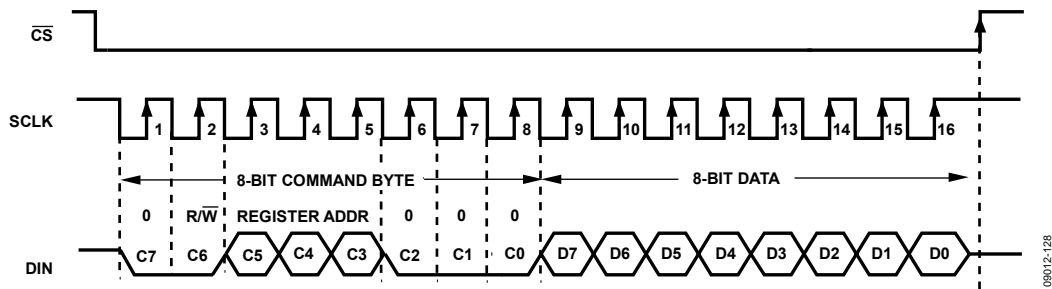 CS
SCLK
1 2 3 4 5 6 7 8 9 10 11 12 13 14 15 16
8-BIT COMMAND BYTE 8-BIT DATA
0 R/W REGISTER ADDR 0 0 0
DIN
C7 C6 C5 C4 C3 C2 C1 C0 D7 D6 D5 D4 D3 D2 D1 D0
09012-128